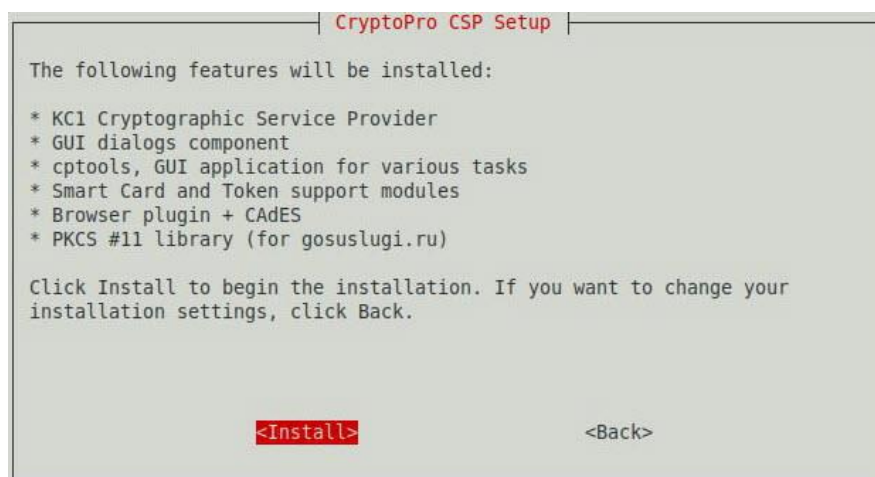 CryptoPro CSP Setup
The following features will be installed:
* KC1 Cryptographic Service Provider
* GUI dialogs component
* cptools, GUI application for various tasks
* Smart Card and Token support modules
* Browser plugin + CAdES
* PKCS #11 library (for gosuslugi.ru)
Click Install to begin the installation. If you want to change your
installation settings, click Back.
<Install> <Back>